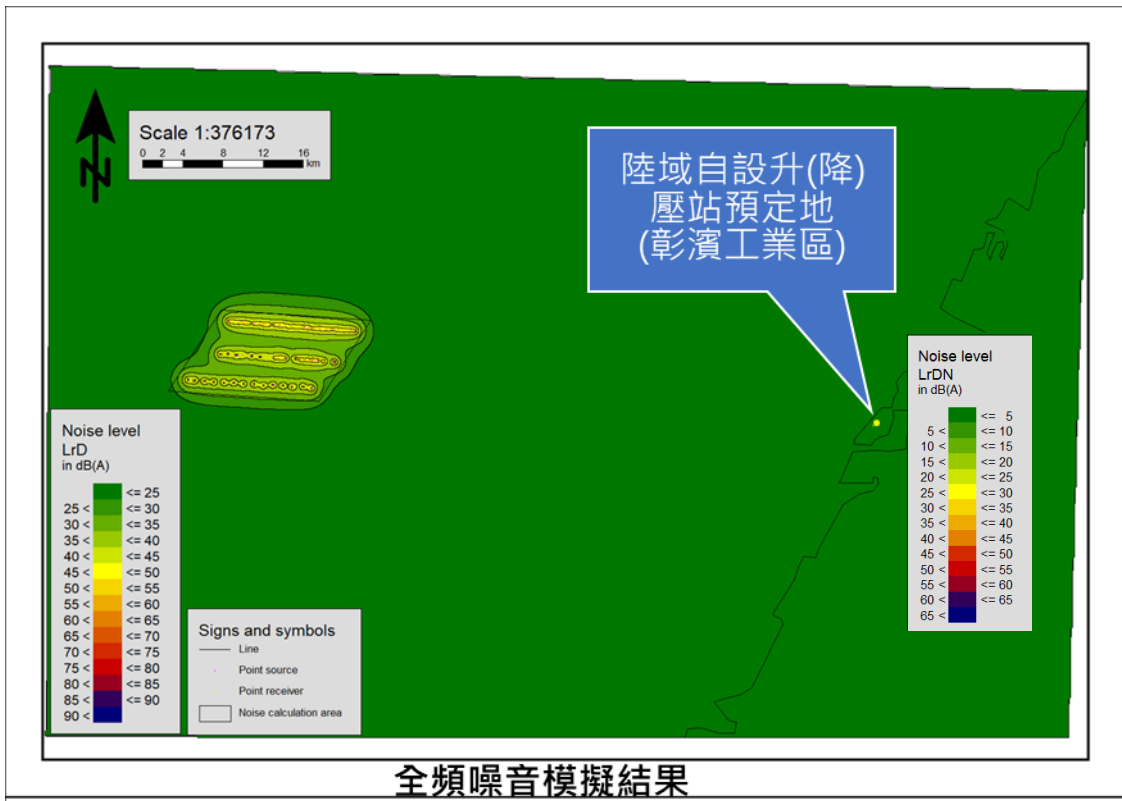 N
Scale 1:376173
0 2 4 8 12 16
km
陸域自設升(降)
壓站預定地
(彰濱工業區)
Noise level
LrD
in dB(A)
<= 25
25 < <= 30
30 < <= 35
35 < <= 40
40 < <= 45
45 < <= 50
50 < <= 55
55 < <= 60
60 < <= 65
65 < <= 70
70 < <= 75
75 < <= 80
80 < <= 85
85 < <= 90
90 <
Signs and symbols
Line
Point source
Point receiver
Noise calculation area
Noise level
LrDN
in dB(A)
<= 5
5 < <= 10
10 < <= 15
15 < <= 20
20 < <= 25
25 < <= 30
30 < <= 35
35 < <= 40
40 < <= 45
45 < <= 50
50 < <= 55
55 < <= 60
60 < <= 65
65 <
全頻噪音模擬結果